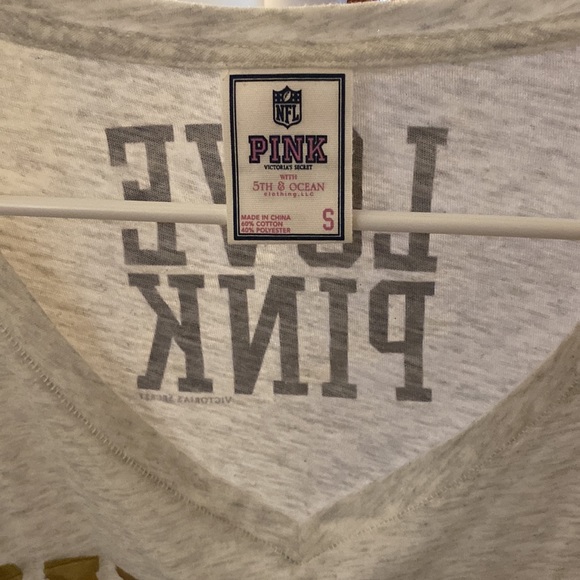 NFL
PINK
VICTORIA'S SECRET
WITH
5TH & OCEAN
clothing, LLC
MADE IN CHINA
60% COTTON
40% POLYESTER
S
LOVE
PINK
VICTORIA'S SECRET